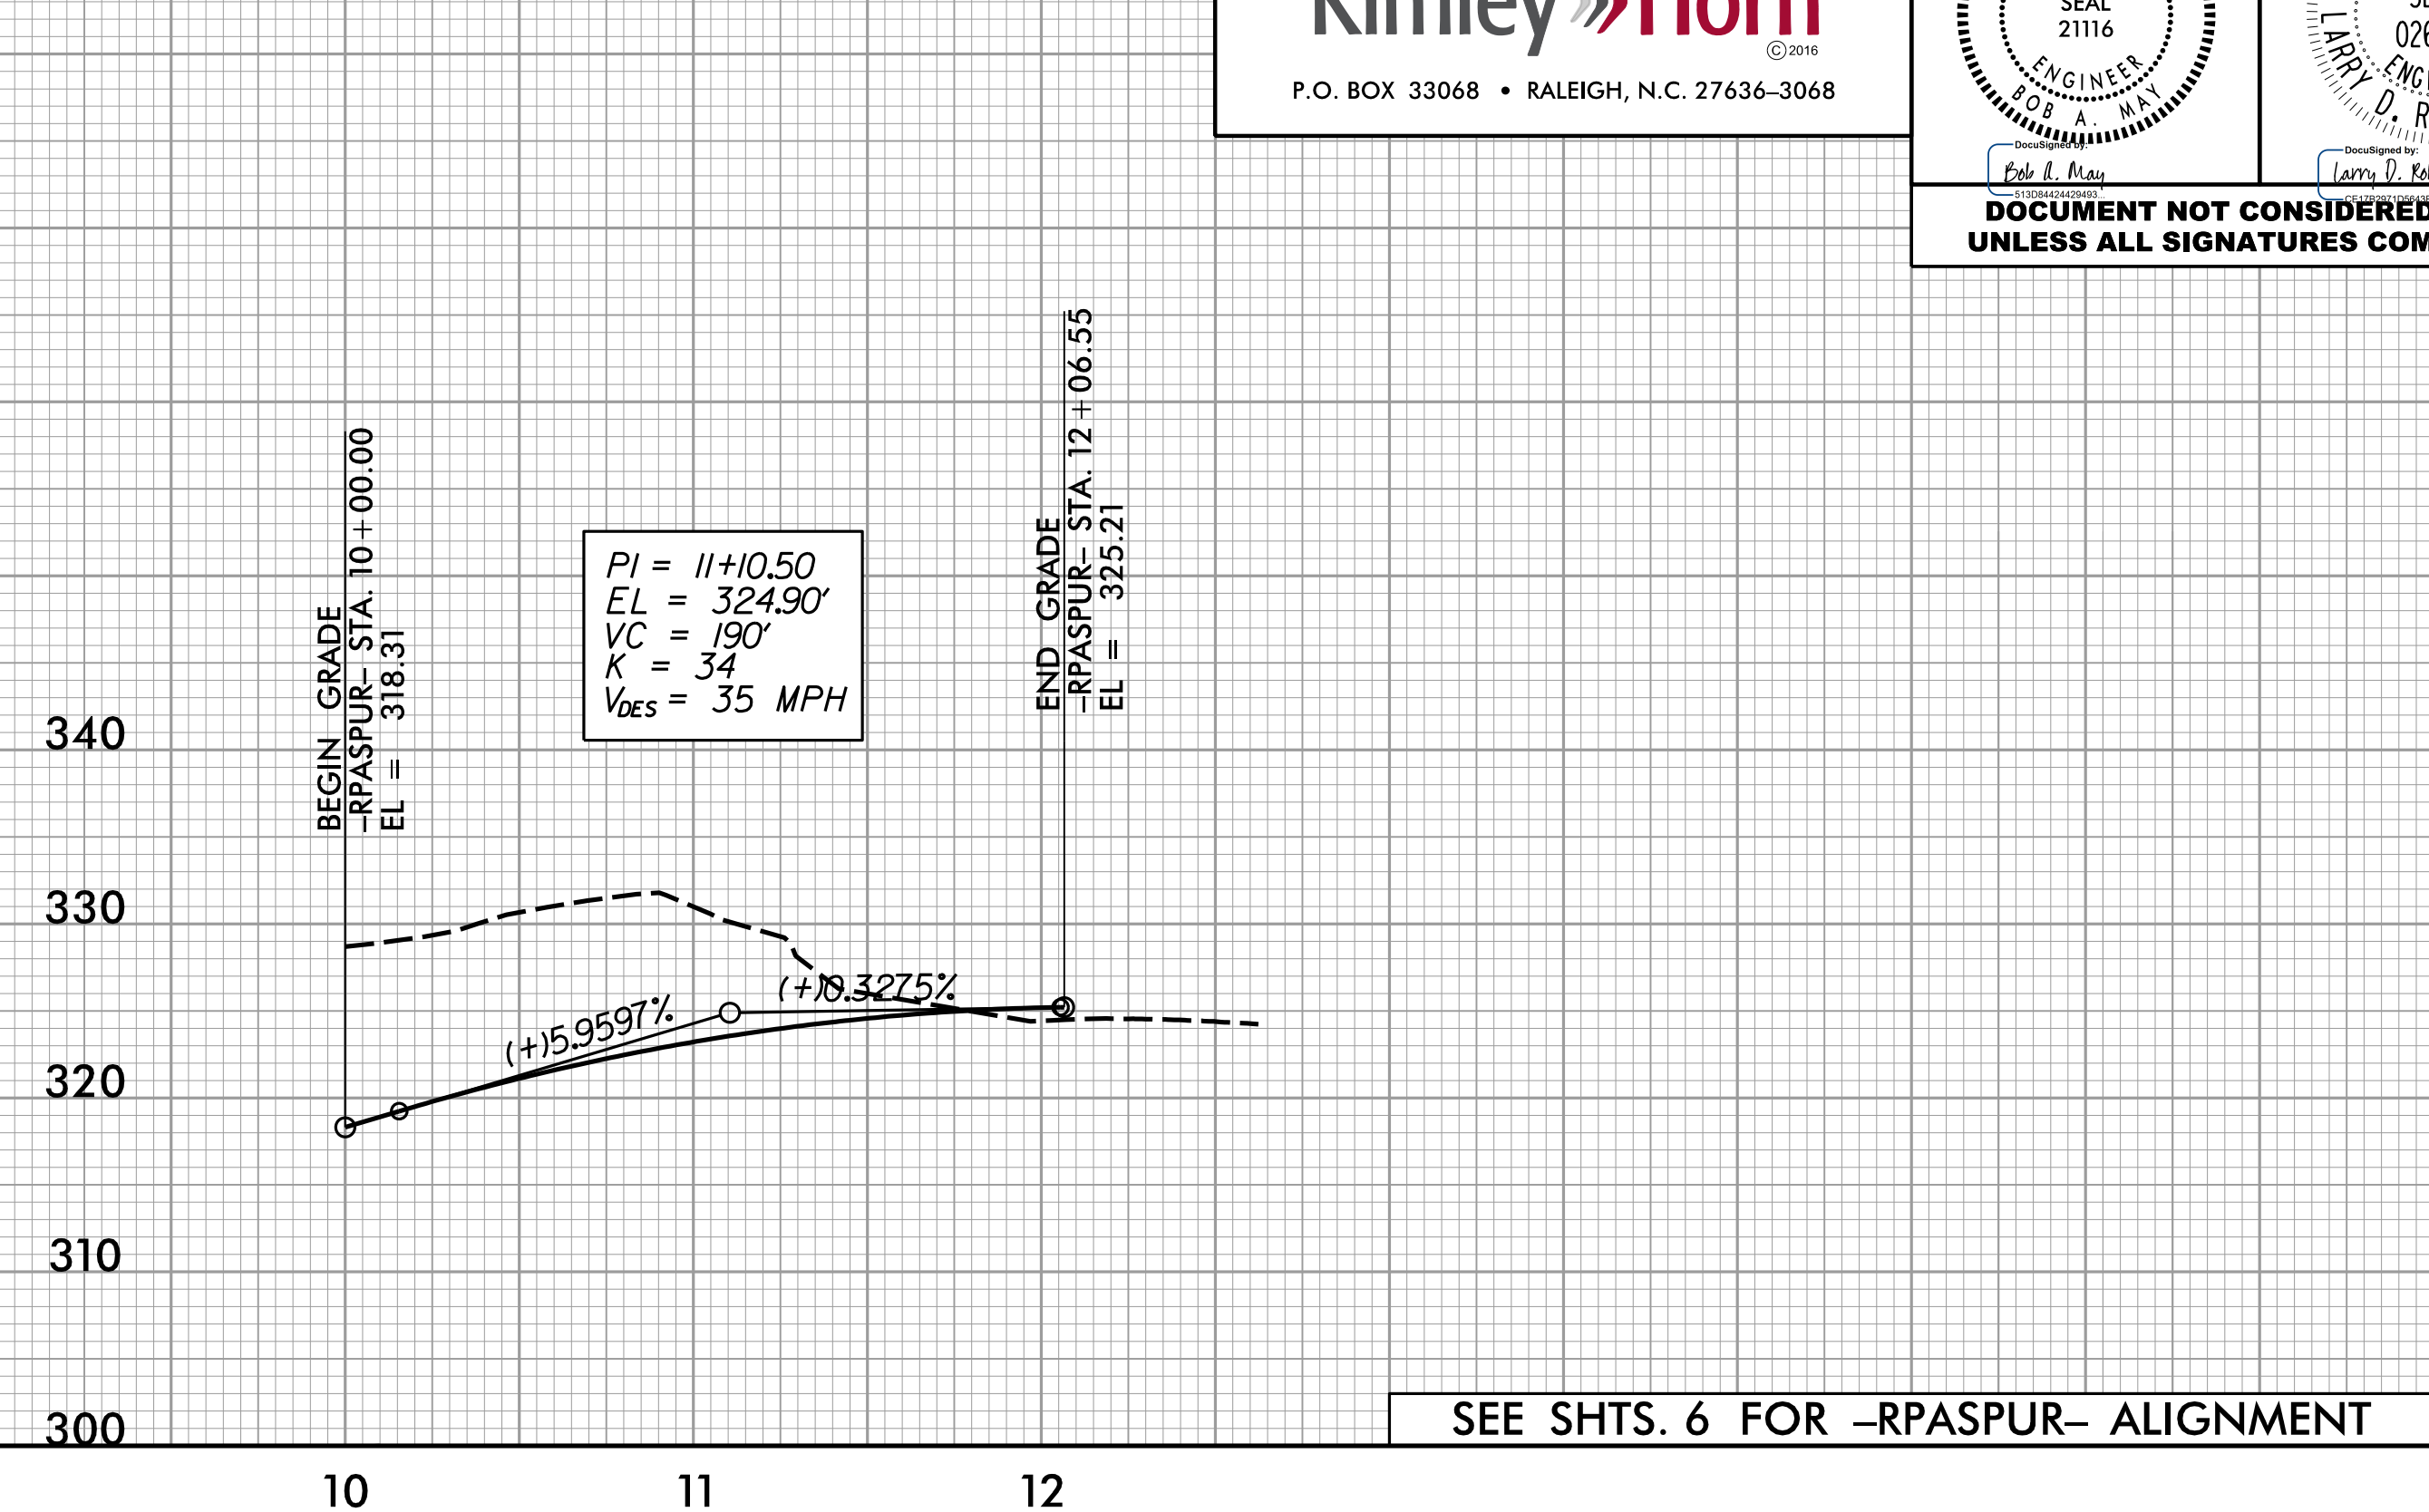 Kimley»Horn
© 2016
P.O. BOX 33068 • RALEIGH, N.C. 27636–3068
SEAL
21116
ENGINEER
BOB A. MAY
DocuSigned by:
Bob A. May
513D84424429493...
LARRY D.
DocuSigned by:
Larry D.
DOCUMENT NOT CONSIDERED
UNLESS ALL SIGNATURES COM
BEGIN GRADE
–RPASPUR– STA. 10+00.00
EL = 318.31
PI = 11+10.50
EL = 324.90'
VC = 190'
K = 34
VDES = 35 MPH
END GRADE
–RPASPUR– STA. 12+06.55
EL = 325.21
(+)5.9597%
(+)0.3275%
340
330
320
310
300
SEE SHTS. 6 FOR –RPASPUR– ALIGNMENT
10 11 12